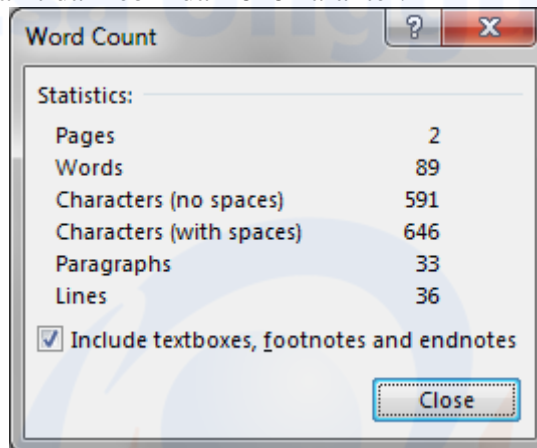 Word Count
Statistics:
Pages 2
Words 89
Characters (no spaces) 591
Characters (with spaces) 646
Paragraphs 33
Lines 36
Include textboxes, footnotes and endnotes
Close